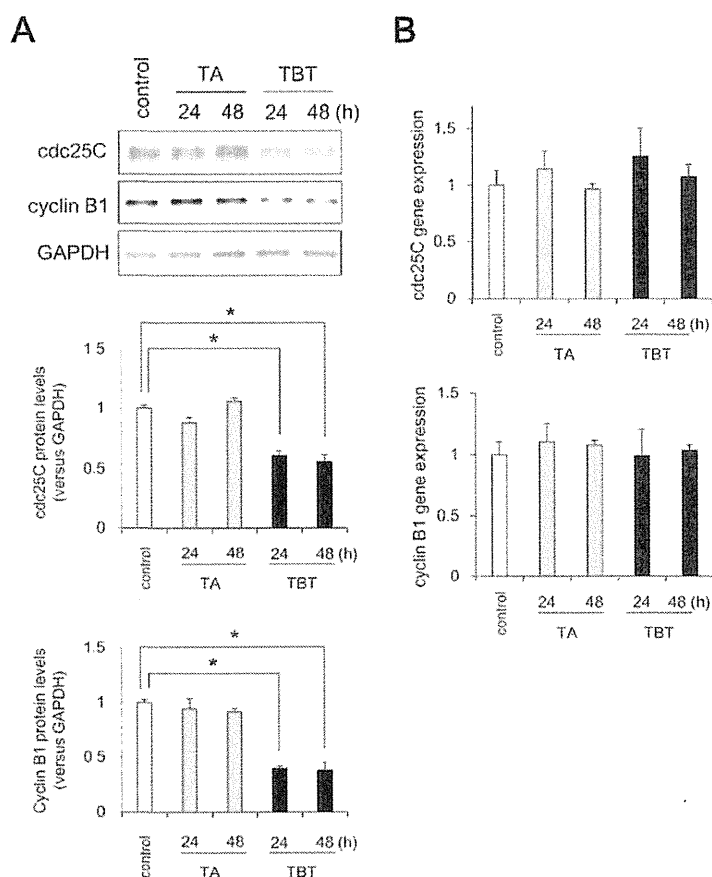 A
control
TA
TBT
24 48 24 48 (h)
cdc25C
cyclin B1
GAPDH
cdc25C protein levels
(versus GAPDH)
1.5
1
0.5
0
*
*
control
24 48 24 48 (h)
TA TBT
Cyclin B1 protein levels
(versus GAPDH)
1.5
1
0 5
0
*
*
control
24 48 24 48 (h)
TA TBT
B
cdc25C gene expression
1.5
1
0.5
0
control
24 48 24 48 (h)
TA TBT
cyclin B1 gene expression
1.5
1
0.5
0
control
24 48 24 48 (h)
TA TBT